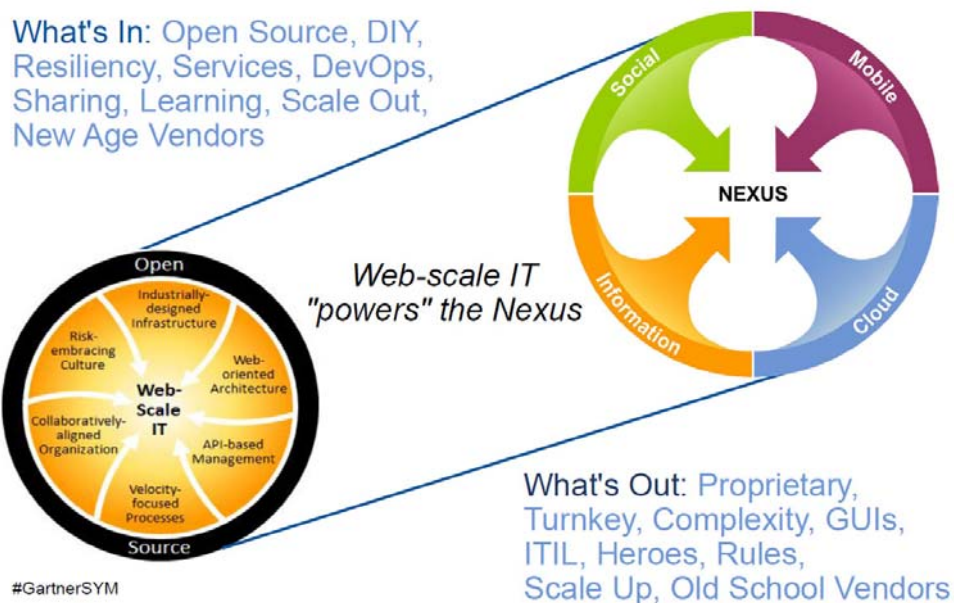 What's In: Open Source, DIY,
Resiliency, Services, DevOps,
Sharing, Learning, Scale Out,
New Age Vendors
Social
Mobile
NEXUS
Information
Cloud
Web-scale IT
"powers" the Nexus
Open
Industrially-
designed
Infrastructure
Risk-
embracing
Culture
Web-
oriented
Architecture
Web-
Scale
IT
Collaboratively-
aligned
Organization
API-based
Management
Velocity-
focused
Processes
Source
What's Out: Proprietary,
Turnkey, Complexity, GUIs,
ITIL, Heroes, Rules,
Scale Up, Old School Vendors
#GartnerSYM